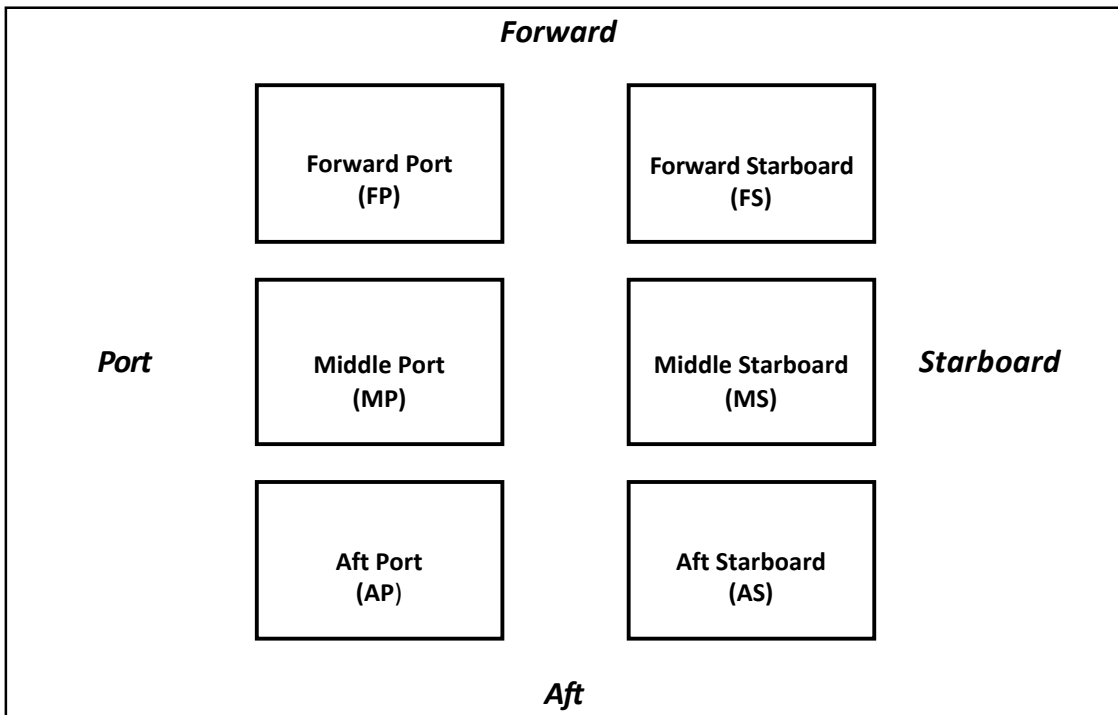 Forward
Forward Port
(FP)
Forward Starboard
(FS)
Port
Middle Port
(MP)
Middle Starboard
(MS)
Starboard
Aft Port
(AP)
Aft Starboard
(AS)
Aft